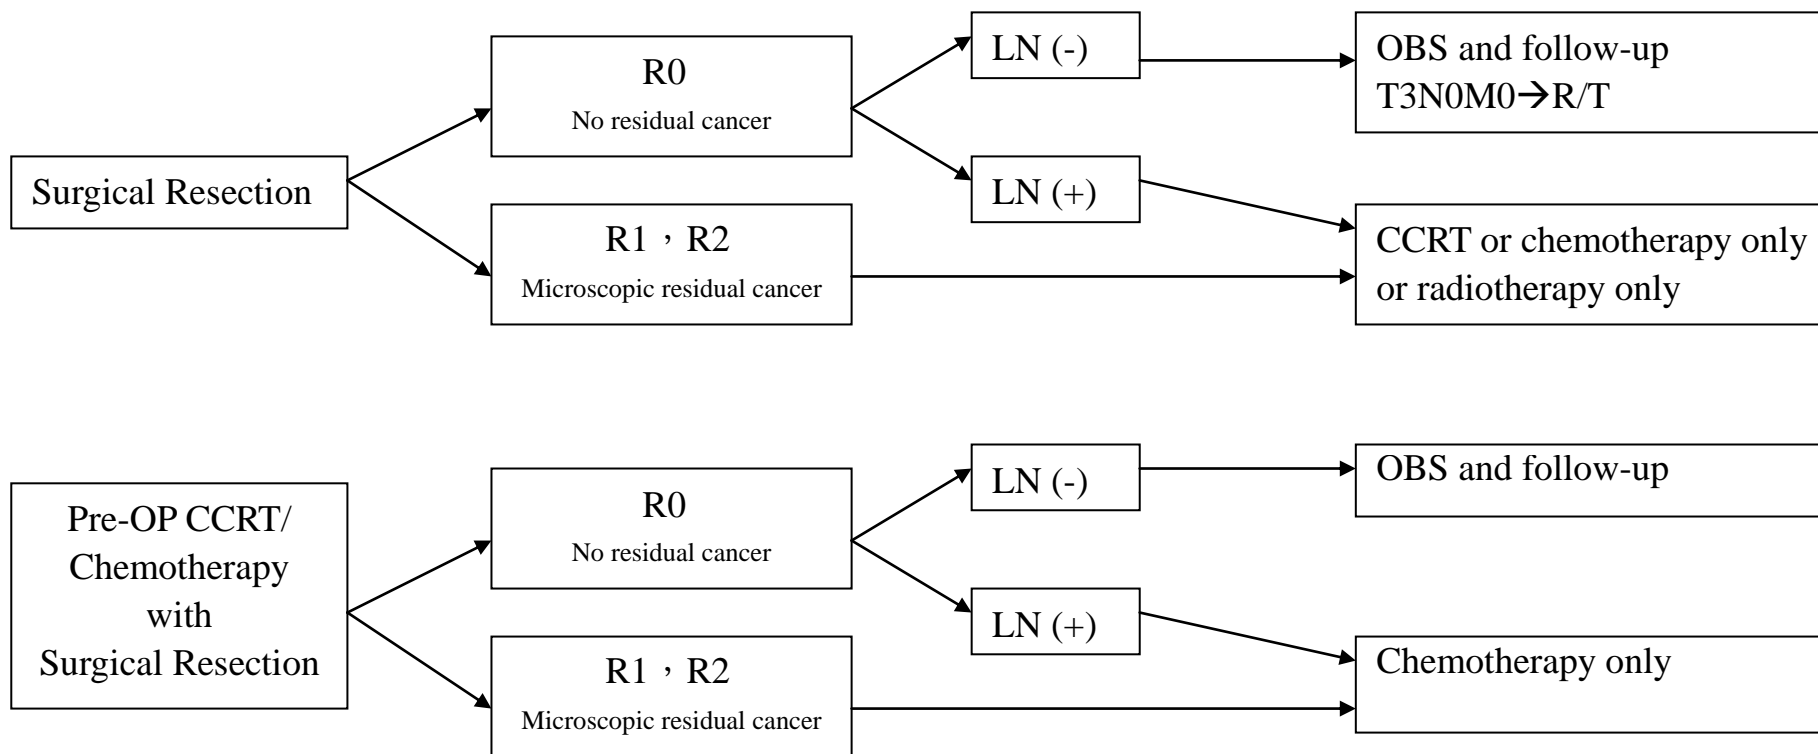 Surgical Resection
R0
No residual cancer
R1，R2
Microscopic residual cancer
LN (-)
LN (+)
OBS and follow-up
T3N0M0→R/T
CCRT or chemotherapy only
or radiotherapy only
Pre-OP CCRT/
Chemotherapy
with
Surgical Resection
R0
No residual cancer
R1，R2
Microscopic residual cancer
LN (-)
LN (+)
OBS and follow-up
Chemotherapy only